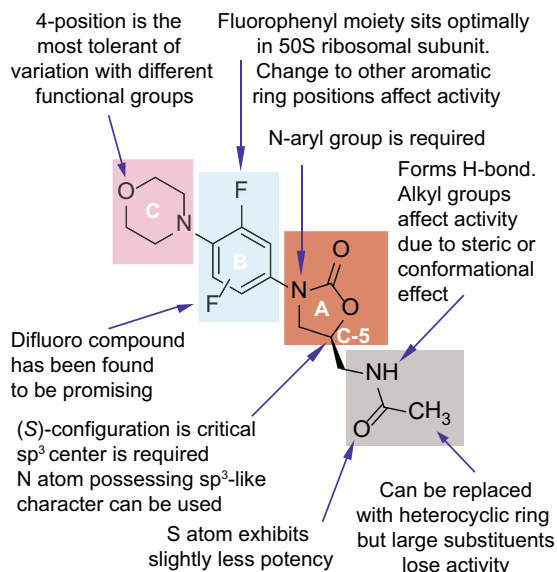 4-position is the
most tolerant of
variation with different
functional groups
Fluorophenyl moiety sits optimally
in 50S ribosomal subunit.
Change to other aromatic
ring positions affect activity
N-aryl group is required
Forms H-bond.
Alkyl groups
affect activity
due to steric or
conformational
effect
O
C
N
F
B
F
O
N
A
O
C-5
NH
O
CH3
Difluoro compound
has been found
to be promising
(S)-configuration is critical
sp³ center is required
N atom possessing sp³-like
character can be used
S atom exhibits
slightly less potency
Can be replaced
with heterocyclic ring
but large substituents
lose activity